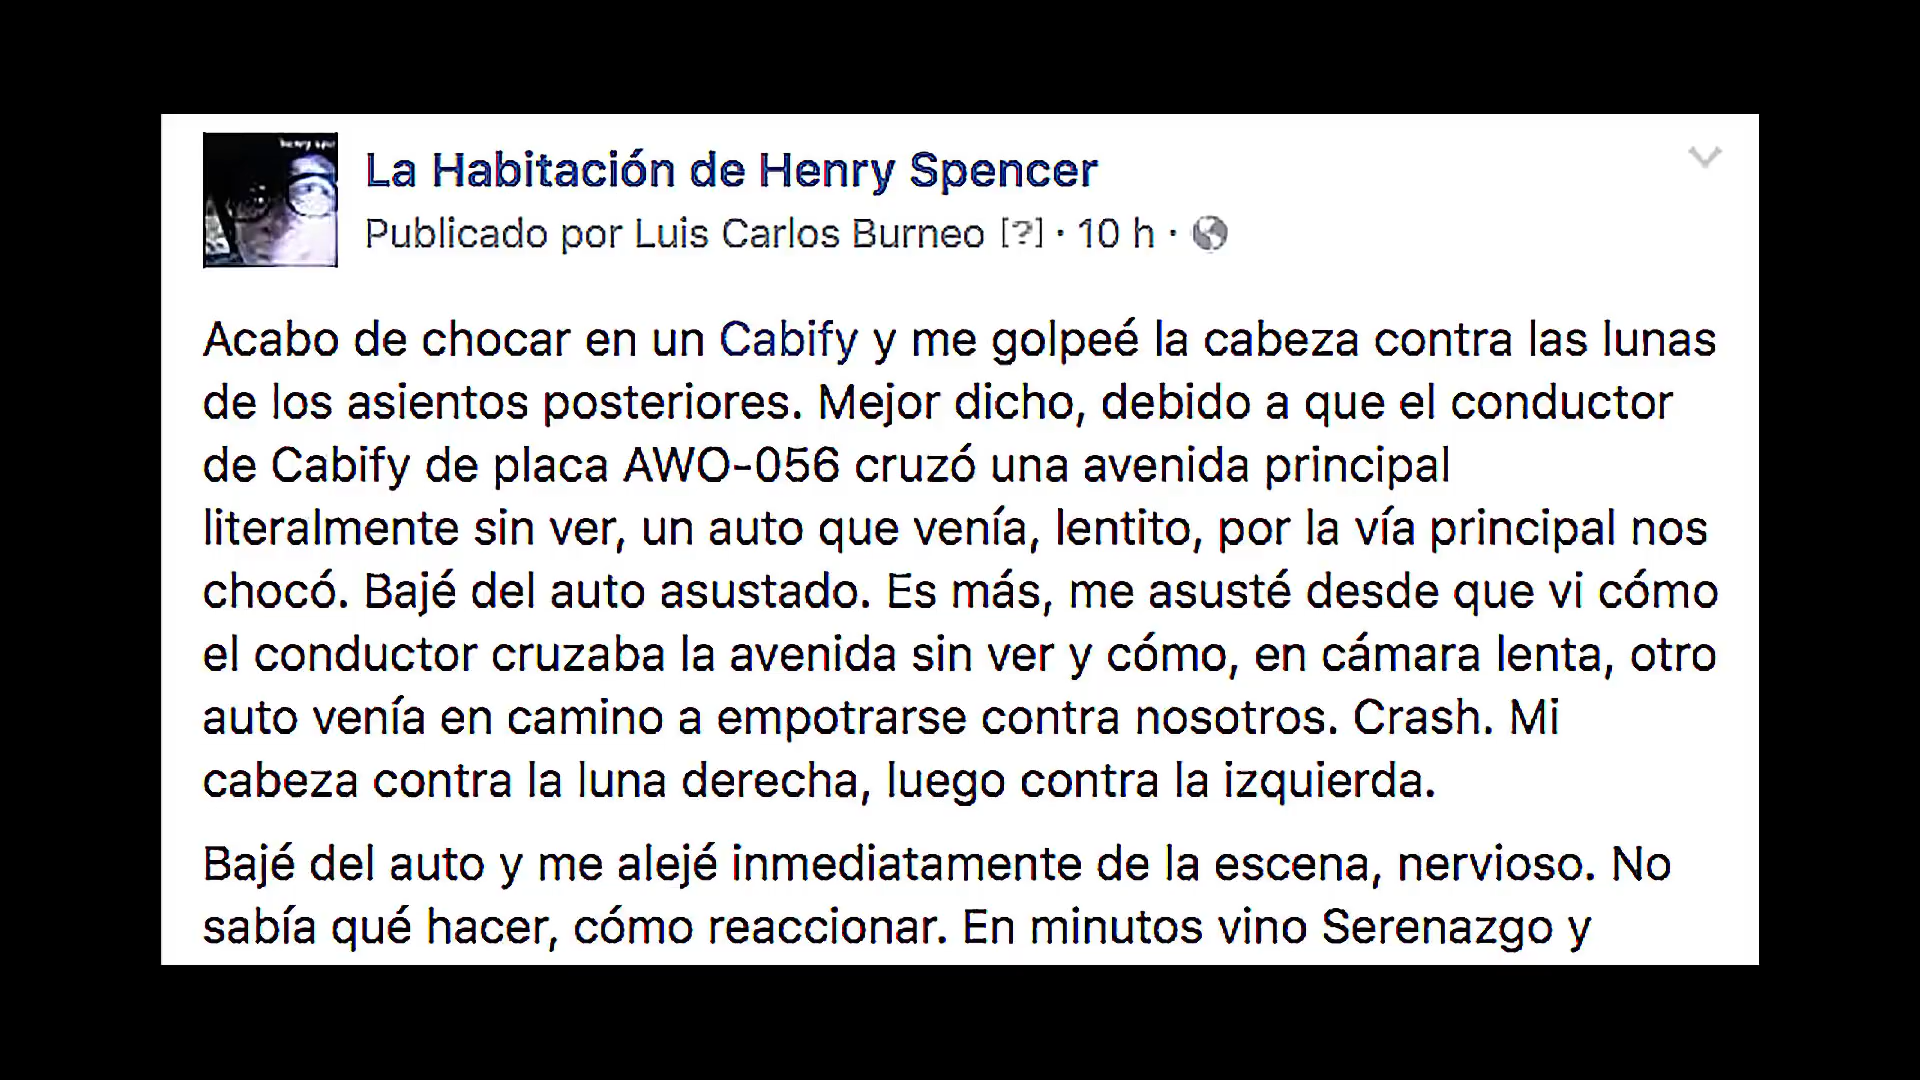 La Habitación de Henry Spencer
Publicado por Luis Carlos Burneo [?] · 10 h ·
Acabo de chocar en un Cabify y me golpeé la cabeza contra las lunas
de los asientos posteriores. Mejor dicho, debido a que el conductor
de Cabify de placa AWO-056 cruzó una avenida principal
literalmente sin ver, un auto que venía, lentito, por la vía principal nos
chocó. Bajé del auto asustado. Es más, me asusté desde que vi cómo
el conductor cruzaba la avenida sin ver y cómo, en cámara lenta, otro
auto venía en camino a empotrarse contra nosotros. Crash. Mi
cabeza contra la luna derecha, luego contra la izquierda.
Bajé del auto y me alejé inmediatamente de la escena, nervioso. No
sabía qué hacer, cómo reaccionar. En minutos vino Serenazgo y